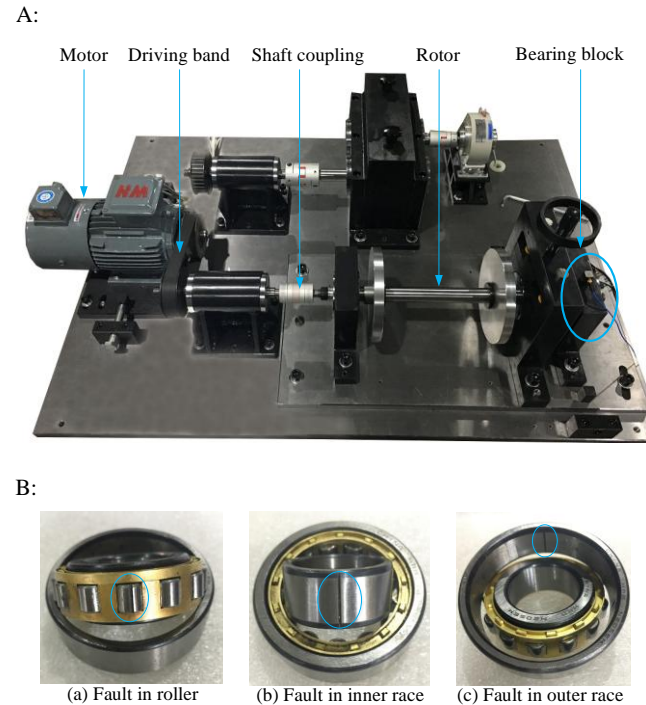 A:
Motor Driving band Shaft coupling Rotor Bearing block
NM
B:
(a) Fault in roller (b) Fault in inner race (c) Fault in outer race